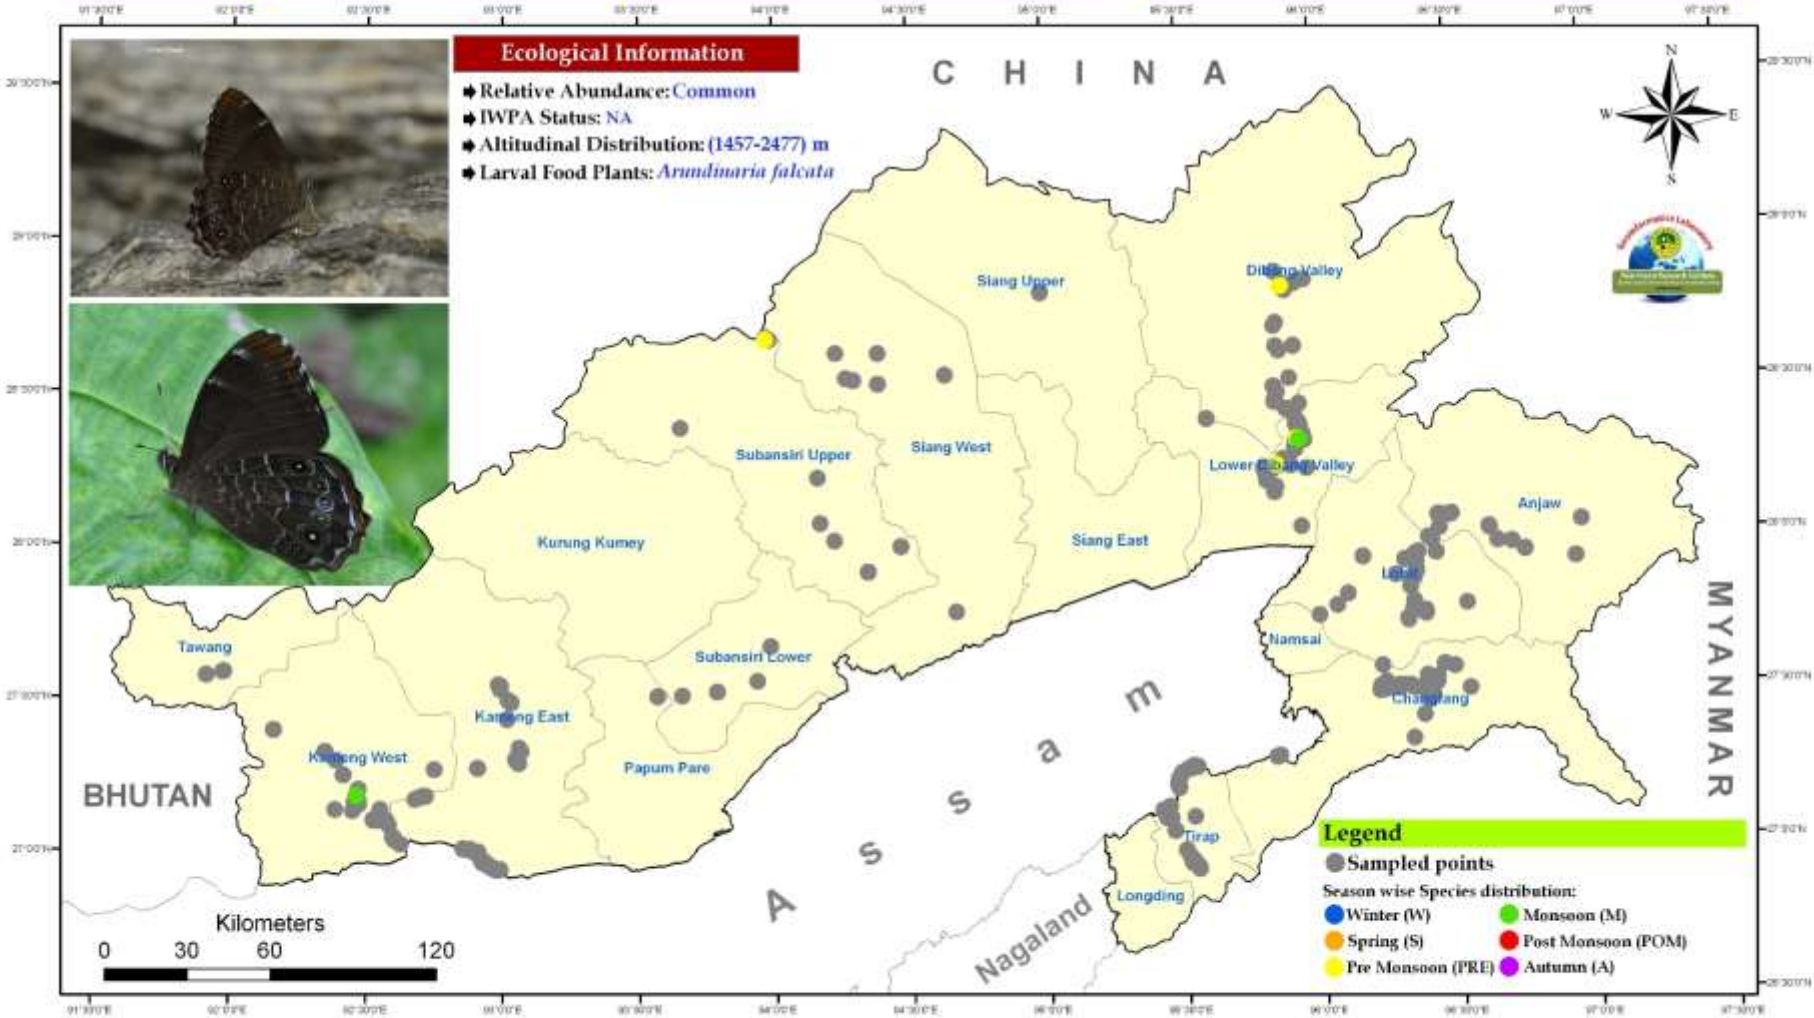 Ecological Information
Relative Abundance: Common
IWPA Status: NA
Altitudinal Distribution: (1457-2477) m
Larval Food Plants: Arundinaria falcata
CHINA
N
W
E
S
Dibang Valley
Siang Upper
Subansiri Upper
Siang West
Lower Dibang Valley
Anjaw
Kurung Kumey
Siang East
Lohit
Namsai
Tawang
Subansiri Lower
Kameng East
Changlang
Kameng West
Papum Pare
BHUTAN
MYANMAR
Assam
Tirap
Longding
Nagaland
Kilometers
0 30 60 120
Legend
Sampled points
Season wise Species distribution:
Winter (W)
Monsoon (M)
Spring (S)
Post Monsoon (POM)
Pre Monsoon (PRE)
Autumn (A)